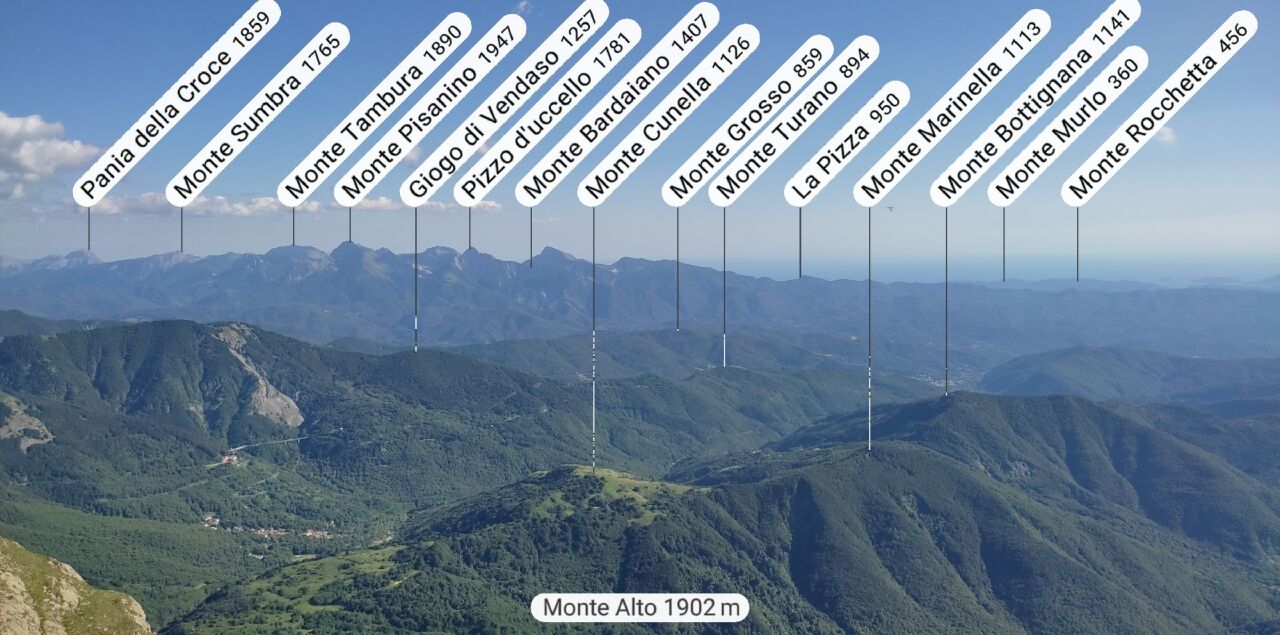 Pania della Croce 1859
Monte Sumbra 1765
Monte Tambura 1890
Monte Pisanino 1947
Giogo di Vendaso 1257
Pizzo d'uccello 1781
Monte Bardaiano 1407
Monte Cunella 1126
Monte Grosso 859
Monte Turano 894
La Pizza 950
Monte Marinella 1113
Monte Bottignana 1141
Monte Murlo 360
Monte Rocchetta 456
Monte Alto 1902 m